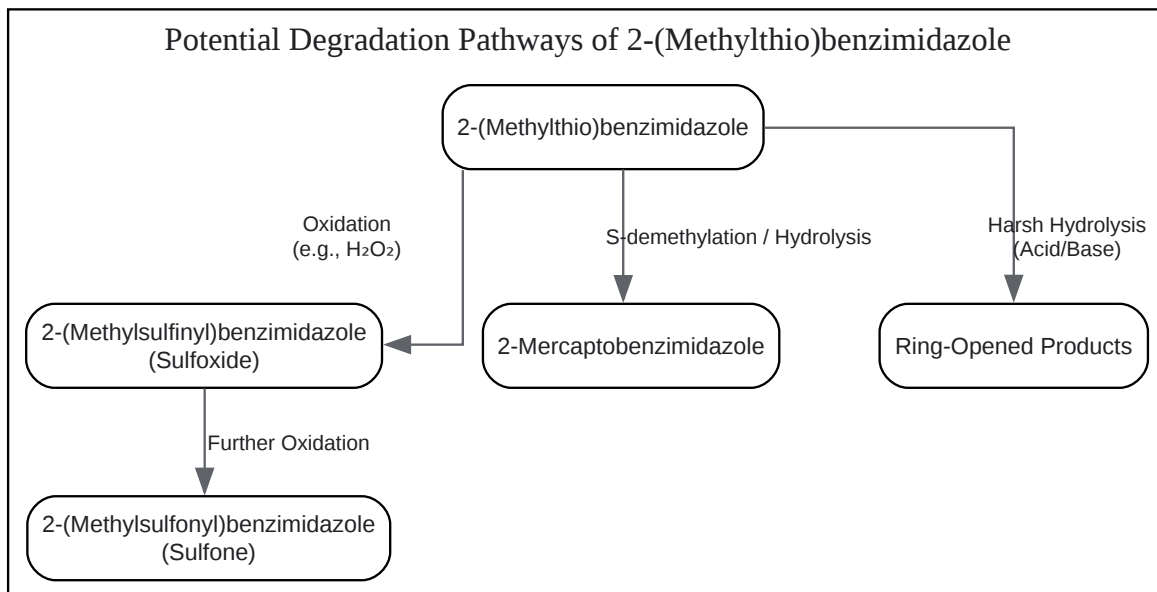 Potential Degradation Pathways of 2-(Methylthio)benzimidazole
2-(Methylthio)benzimidazole
Oxidation
(e.g., H₂O₂)
S-demethylation / Hydrolysis
Harsh Hydrolysis
(Acid/Base)
2-(Methylsulfinyl)benzimidazole
(Sulfoxide)
2-Mercaptobenzimidazole
Ring-Opened Products
Further Oxidation
2-(Methylsulfonyl)benzimidazole
(Sulfone)